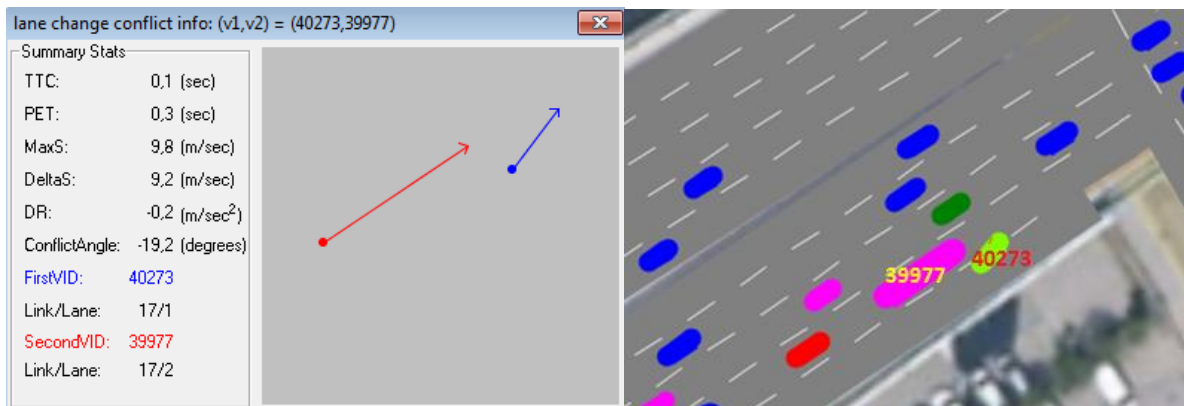 lane change conflict info: (v1,v2) = (40273,39977)
Summary Stats
TTC: 0,1 (sec)
PET: 0,3 (sec)
MaxS: 9,8 (m/sec)
DeltaS: 9,2 (m/sec)
DR: -0,2 (m/sec²)
ConflictAngle: -19,2 (degrees)
FirstVID: 40273
Link/Lane: 17/1
SecondVID: 39977
Link/Lane: 17/2
40273
39977